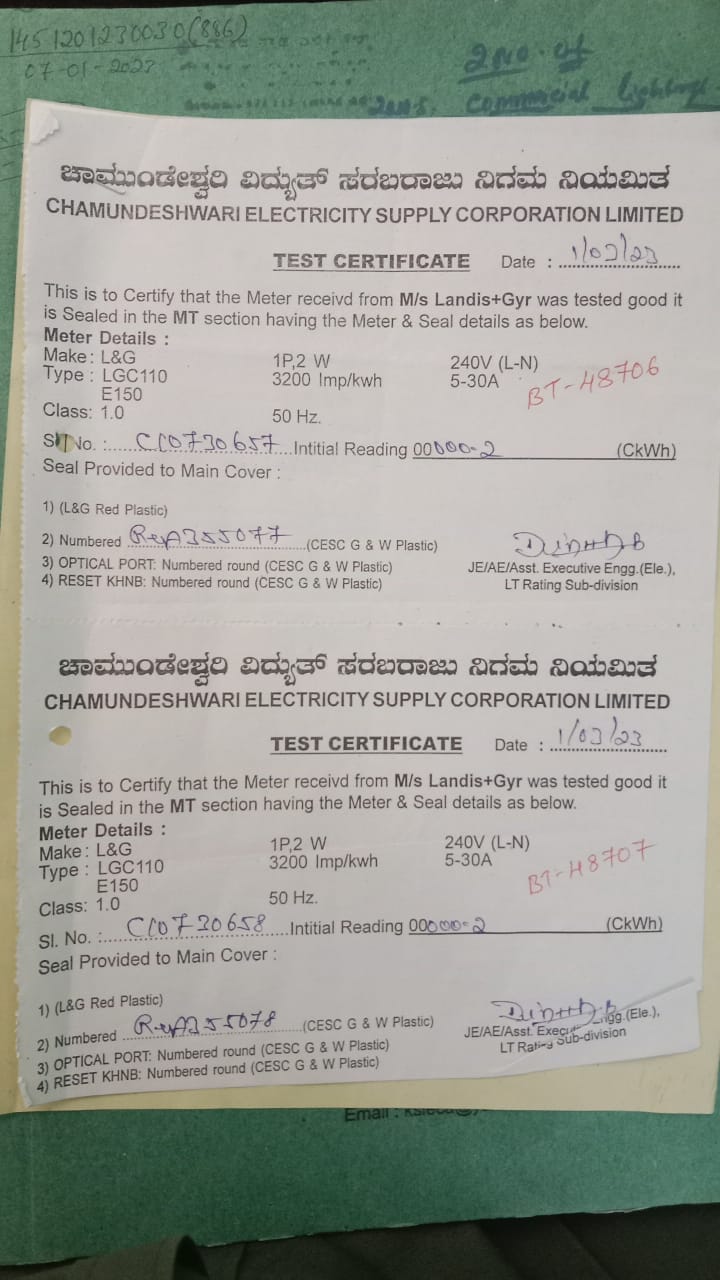 1451201230030(886)
07-01-2023
2No. of
Commercial Lighting
ಚಾಮುಂಡೇಶ್ವರಿ ವಿದ್ಯುತ್ ಸರಬರಾಜು ನಿಗಮ ನಿಯಮಿತ
CHAMUNDESHWARI ELECTRICITY SUPPLY CORPORATION LIMITED
TEST CERTIFICATE Date : 1/03/23
This is to Certify that the Meter receivd from M/s Landis+Gyr was tested good it
is Sealed in the MT section having the Meter & Seal details as below.
Meter Details :
Make : L&G 1P,2 W 240V (L-N)
Type : LGC110 3200 Imp/kwh 5-30A BT-48706
E150
Class: 1.0 50 Hz.
Sl No. : C110730657 Intitial Reading 00000-2 (CkWh)
Seal Provided to Main Cover :
1) (L&G Red Plastic)
2) Numbered RevA355077 (CESC G & W Plastic)
3) OPTICAL PORT: Numbered round (CESC G & W Plastic)
4) RESET KHNB: Numbered round (CESC G & W Plastic)
JE/AE/Asst. Executive Engg.(Ele.),
LT Rating Sub-division
ಚಾಮುಂಡೇಶ್ವರಿ ವಿದ್ಯುತ್ ಸರಬರಾಜು ನಿಗಮ ನಿಯಮಿತ
CHAMUNDESHWARI ELECTRICITY SUPPLY CORPORATION LIMITED
TEST CERTIFICATE Date : 1/03/23
This is to Certify that the Meter receivd from M/s Landis+Gyr was tested good it
is Sealed in the MT section having the Meter & Seal details as below.
Meter Details :
Make : L&G 1P,2 W 240V (L-N)
Type : LGC110 3200 Imp/kwh 5-30A BT-48707
E150
Class: 1.0 50 Hz.
Sl. No. : C110730658 Intitial Reading 00000-2 (CkWh)
Seal Provided to Main Cover :
1) (L&G Red Plastic)
2) Numbered RevA355078 (CESC G & W Plastic)
3) OPTICAL PORT: Numbered round (CESC G & W Plastic)
4) RESET KHNB: Numbered round (CESC G & W Plastic)
JE/AE/Asst. Execut Engg.(Ele.),
LT Rating Sub-division
Email :